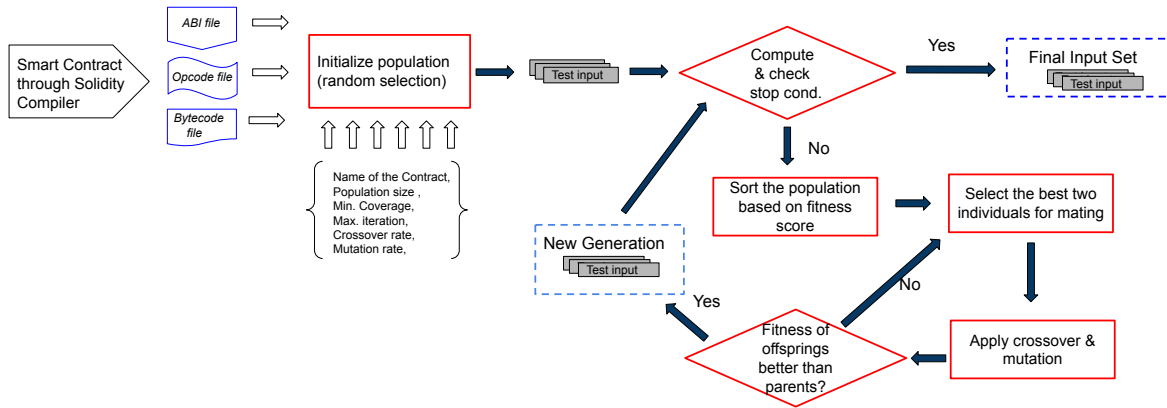 Smart Contract
through Solidity
Compiler
ABI file
Opcode file
Bytecode
file
Initialize population
(random selection)
Name of the Contract,
Population size ,
Min. Coverage,
Max. iteration,
Crossover rate,
Mutation rate,
Test input
Compute
& check
stop cond.
Yes
Final Input Set
Test input
No
Sort the population
based on fitness
score
Select the best two
individuals for mating
Apply crossover &
mutation
Fitness of
offsprings
better than
parents?
No
Yes
New Generation
Test input